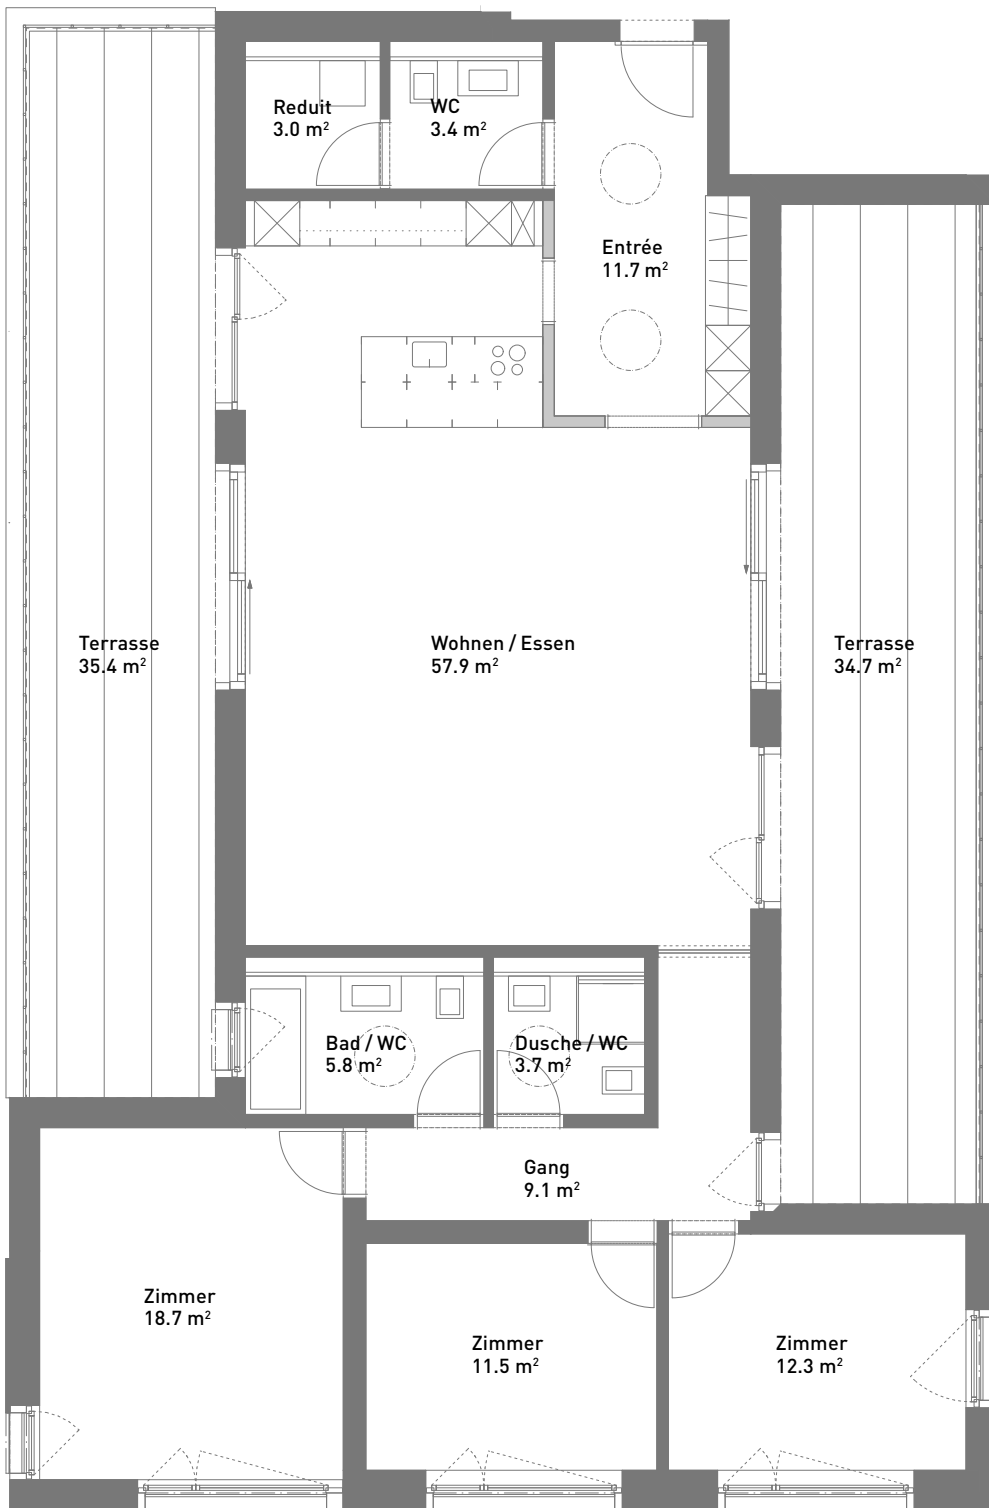 Reduit
3.0 m²
WC
3.4 m²
Entrée
11.7 m²
Terrasse
35.4 m²
Wohnen / Essen
57.9 m²
Terrasse
34.7 m²
Bad / WC
5.8 m²
Dusche / WC
3.7 m²
Gang
9.1 m²
Zimmer
18.7 m²
Zimmer
11.5 m²
Zimmer
12.3 m²